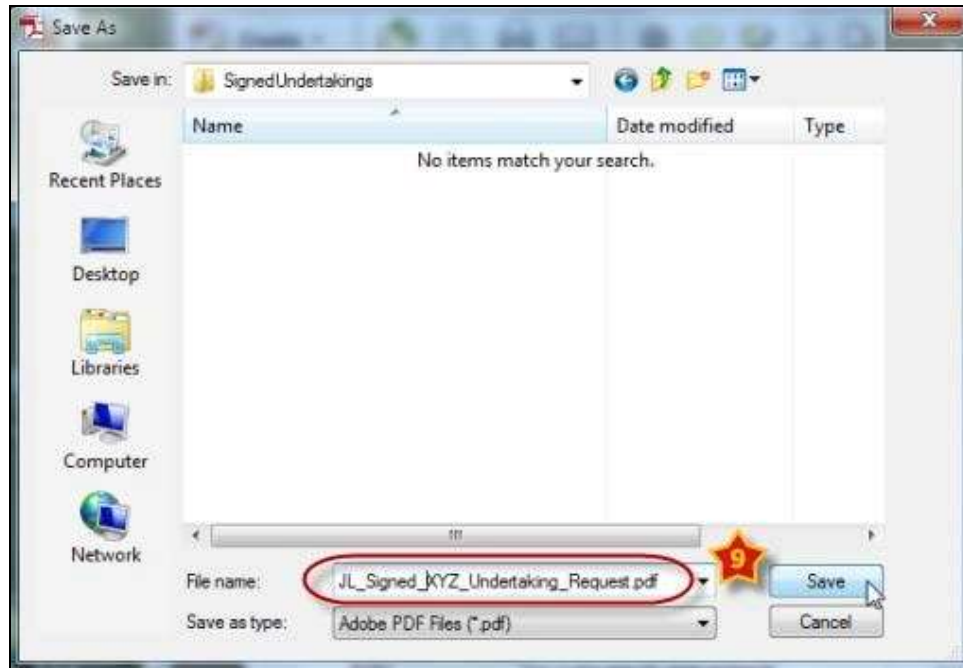 Save As
Save in: SignedUndertakings
Name Date modified Type
No items match your search.
Recent Places
Desktop
Libraries
Computer
Network
9
File name: JL_Signed_XYZ_Undertaking_Request.pdf Save
Save as type: Adobe PDF Files (*.pdf) Cancel